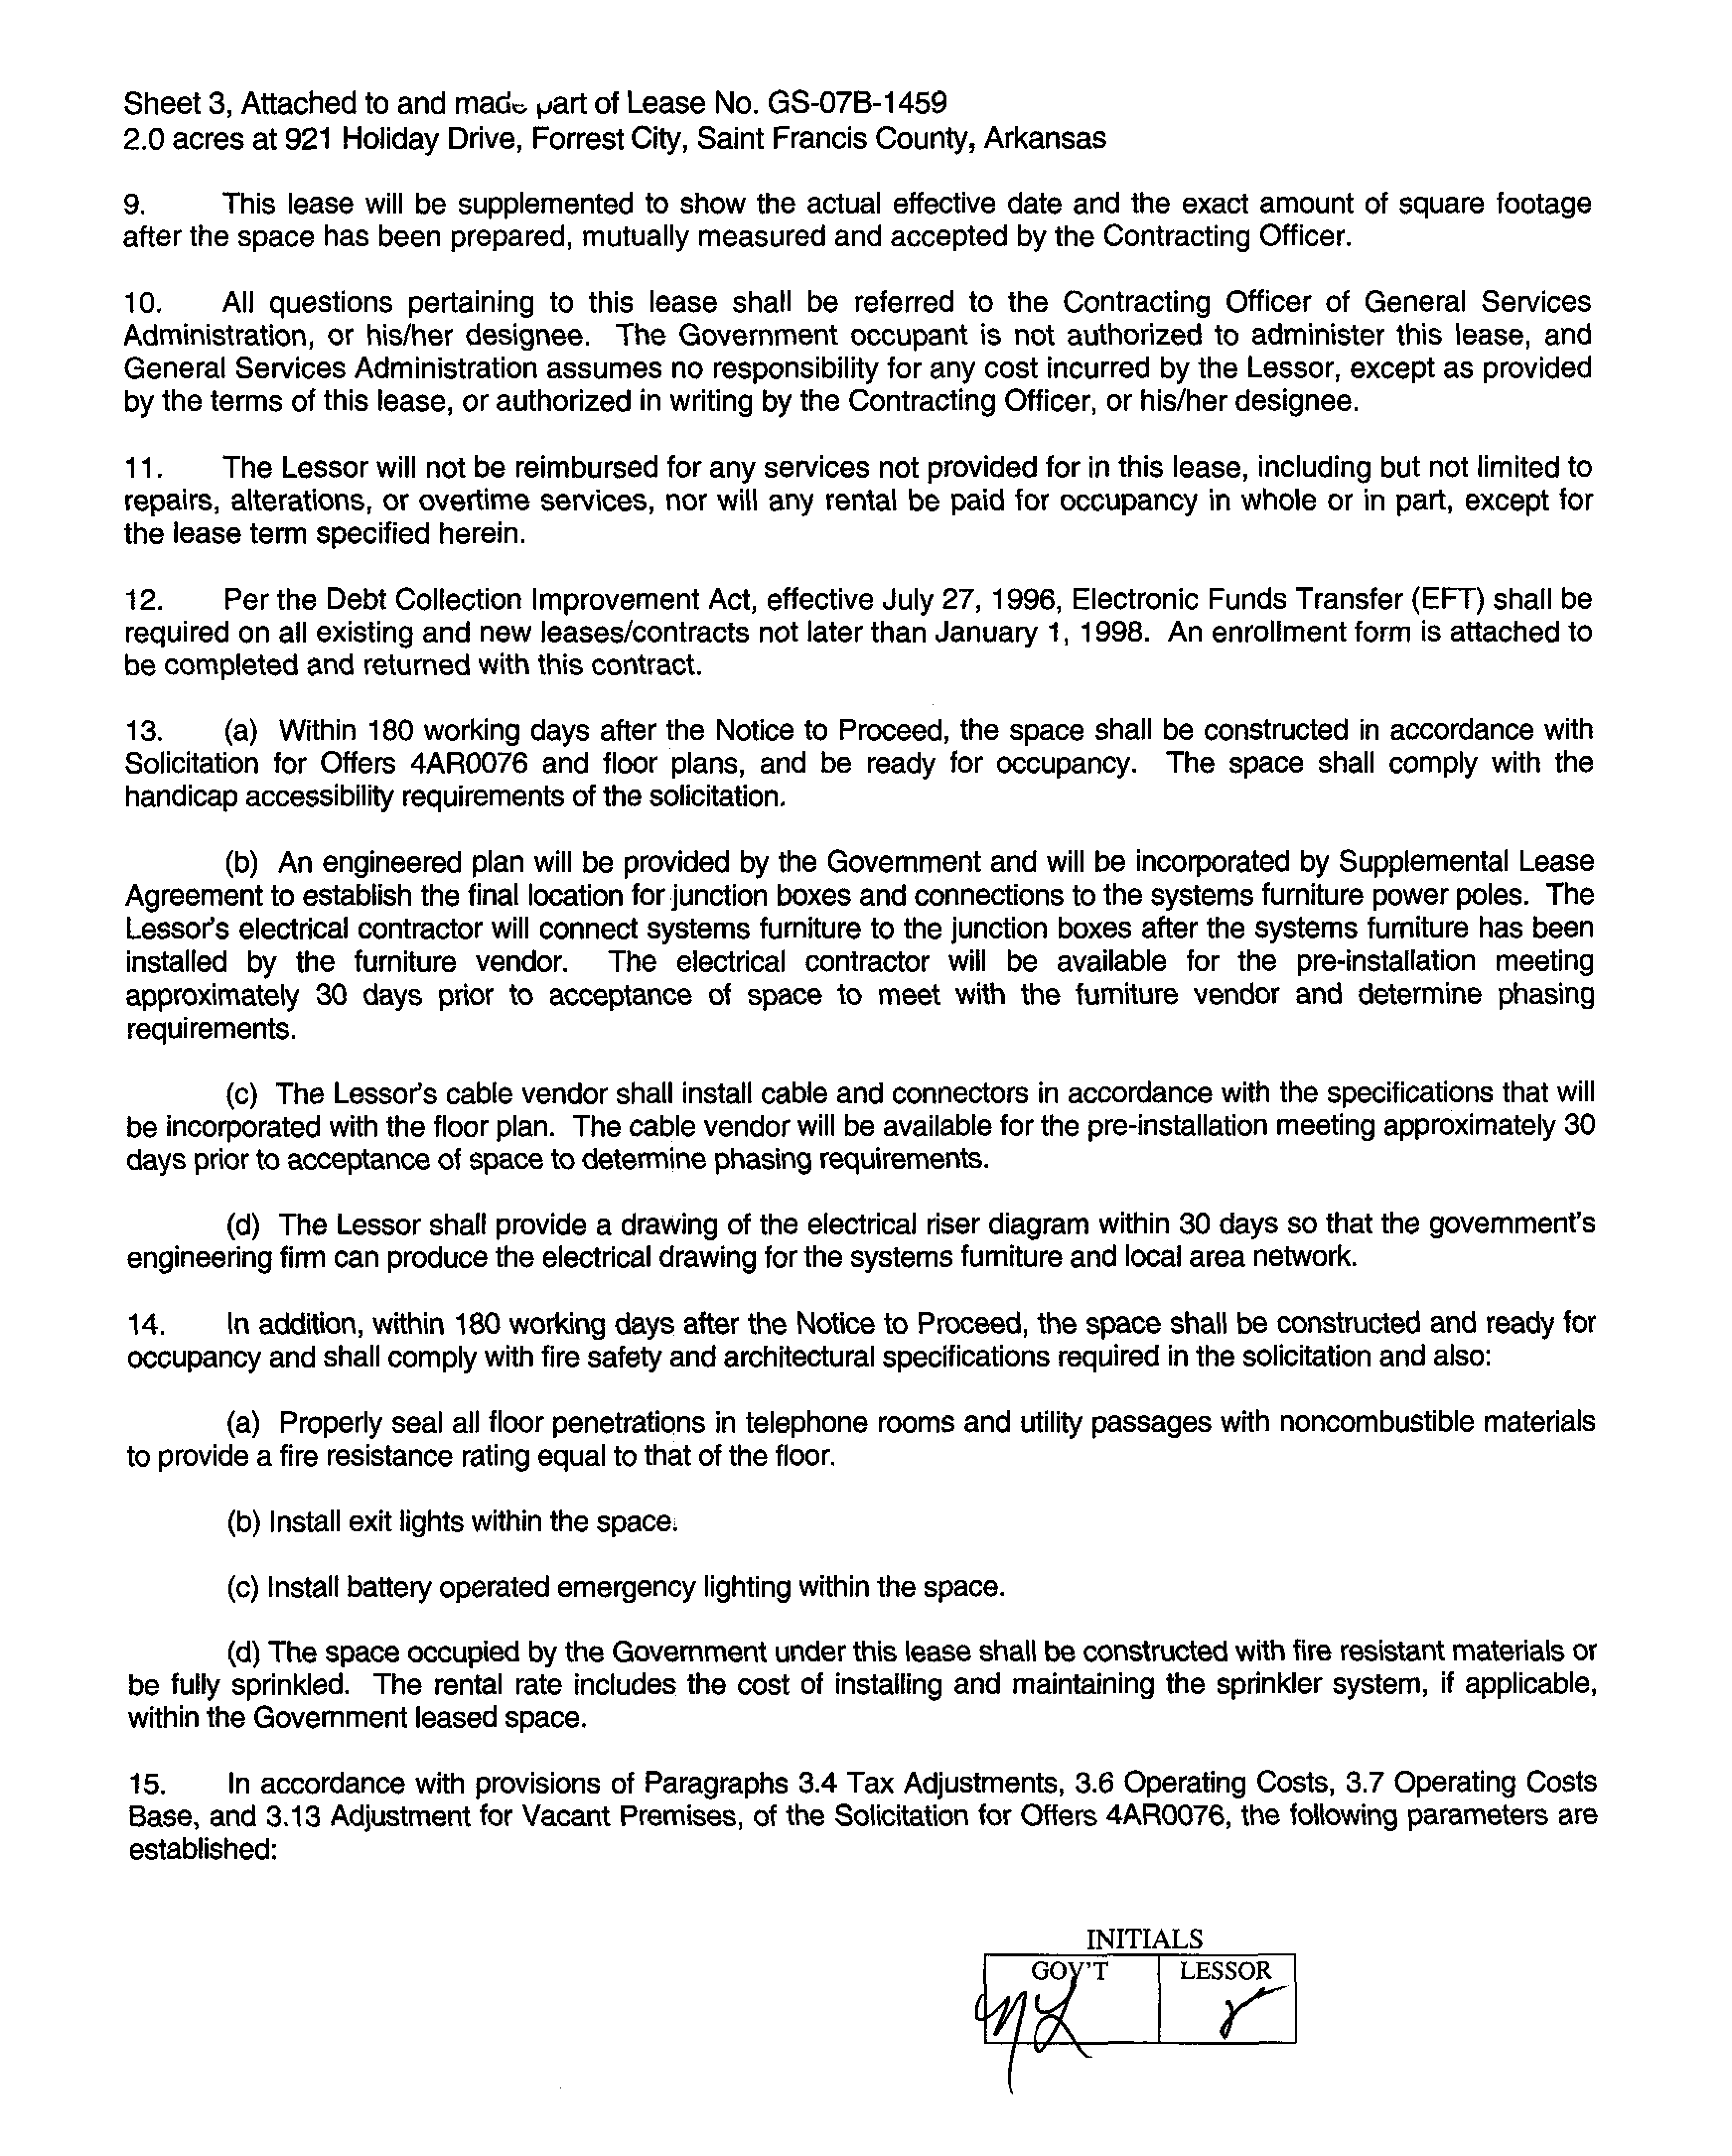 Sheet 3, Attached to and made part of Lease No. GS-07B-1459
2.0 acres at 921 Holiday Drive, Forrest City, Saint Francis County, Arkansas
9. This lease will be supplemented to show the actual effective date and the exact amount of square footage
after the space has been prepared, mutually measured and accepted by the Contracting Officer.
10. All questions pertaining to this lease shall be referred to the Contracting Officer of General Services
Administration, or his/her designee. The Government occupant is not authorized to administer this lease, and
General Services Administration assumes no responsibility for any cost incurred by the Lessor, except as provided
by the terms of this lease, or authorized in writing by the Contracting Officer, or his/her designee.
11. The Lessor will not be reimbursed for any services not provided for in this lease, including but not limited to
repairs, alterations, or overtime services, nor will any rental be paid for occupancy in whole or in part, except for
the lease term specified herein.
12. Per the Debt Collection Improvement Act, effective July 27, 1996, Electronic Funds Transfer (EFT) shall be
required on all existing and new leases/contracts not later than January 1, 1998. An enrollment form is attached to
be completed and returned with this contract.
13. (a) Within 180 working days after the Notice to Proceed, the space shall be constructed in accordance with
Solicitation for Offers 4AR0076 and floor plans, and be ready for occupancy. The space shall comply with the
handicap accessibility requirements of the solicitation.
(b) An engineered plan will be provided by the Government and will be incorporated by Supplemental Lease
Agreement to establish the final location for junction boxes and connections to the systems furniture power poles. The
Lessor's electrical contractor will connect systems furniture to the junction boxes after the systems furniture has been
installed by the furniture vendor. The electrical contractor will be available for the pre-installation meeting
approximately 30 days prior to acceptance of space to meet with the furniture vendor and determine phasing
requirements.
(c) The Lessor's cable vendor shall install cable and connectors in accordance with the specifications that will
be incorporated with the floor plan. The cable vendor will be available for the pre-installation meeting approximately 30
days prior to acceptance of space to determine phasing requirements.
(d) The Lessor shall provide a drawing of the electrical riser diagram within 30 days so that the government's
engineering firm can produce the electrical drawing for the systems furniture and local area network.
14. In addition, within 180 working days after the Notice to Proceed, the space shall be constructed and ready for
occupancy and shall comply with fire safety and architectural specifications required in the solicitation and also:
(a) Properly seal all floor penetrations in telephone rooms and utility passages with noncombustible materials
to provide a fire resistance rating equal to that of the floor.
(b) Install exit lights within the space.
(c) Install battery operated emergency lighting within the space.
(d) The space occupied by the Government under this lease shall be constructed with fire resistant materials or
be fully sprinkled. The rental rate includes the cost of installing and maintaining the sprinkler system, if applicable,
within the Government leased space.
15. In accordance with provisions of Paragraphs 3.4 Tax Adjustments, 3.6 Operating Costs, 3.7 Operating Costs
Base, and 3.13 Adjustment for Vacant Premises, of the Solicitation for Offers 4AR0076, the following parameters are
established:
INITIALS
GOV'T LESSOR